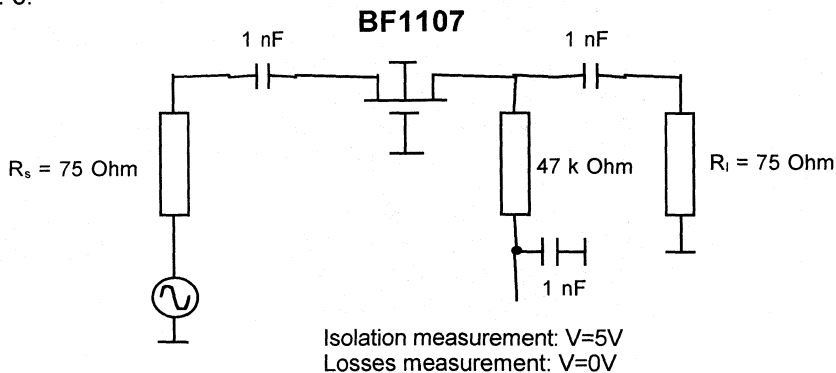 BF1107
1 nF
1 nF
Rₛ = 75 Ohm
47 k Ohm
Rₗ = 75 Ohm
1 nF
Isolation measurement: V=5V
Losses measurement: V=0V